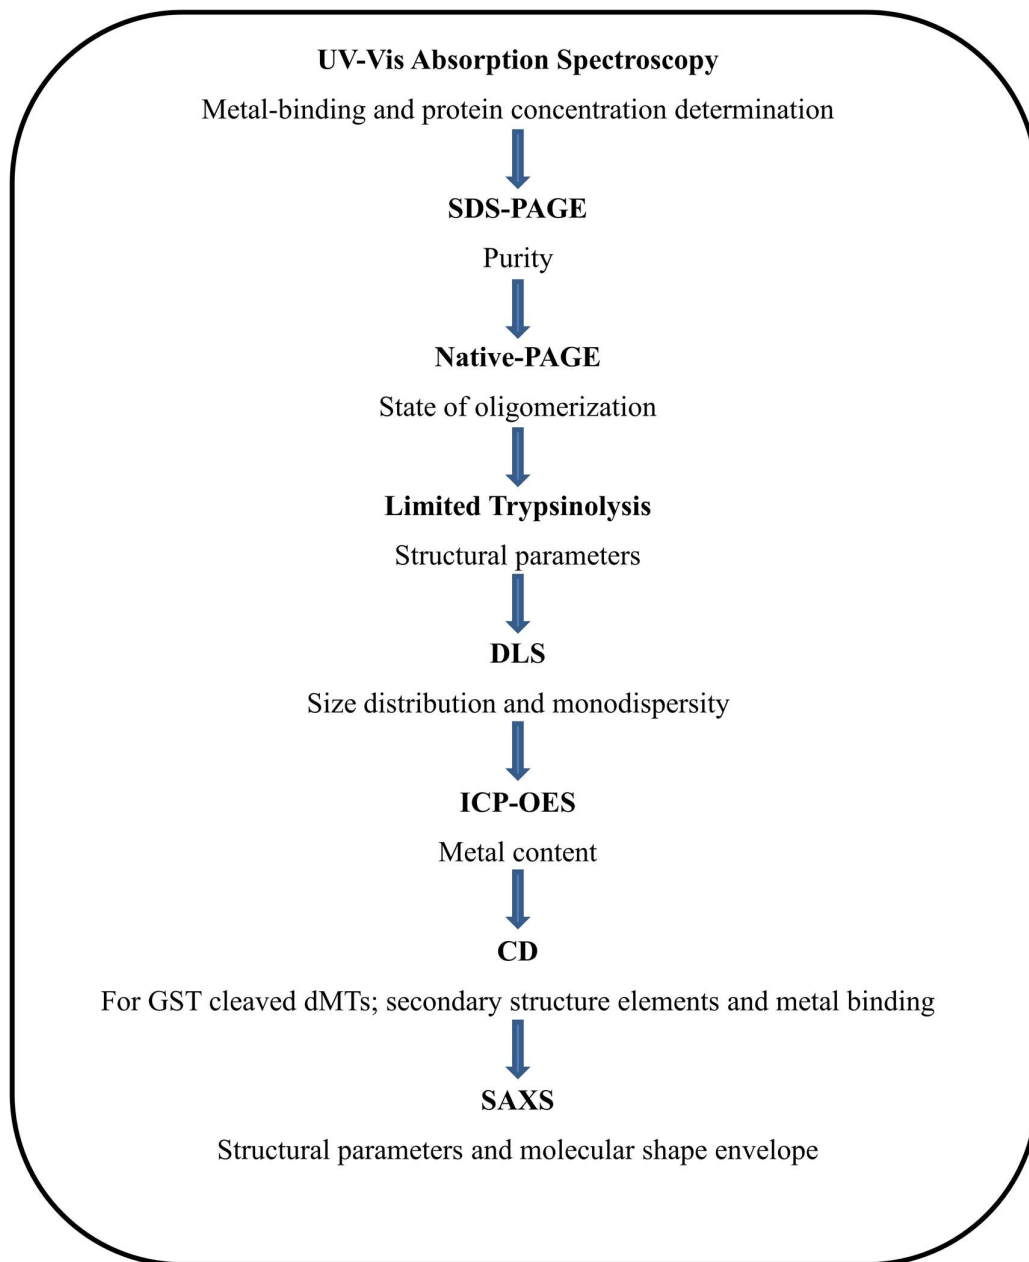 UV-Vis Absorption Spectroscopy
Metal-binding and protein concentration determination
SDS-PAGE
Purity
Native-PAGE
State of oligomerization
Limited Trypsinolysis
Structural parameters
DLS
Size distribution and monodispersity
ICP-OES
Metal content
CD
For GST cleaved dMTs; secondary structure elements and metal binding
SAXS
Structural parameters and molecular shape envelope